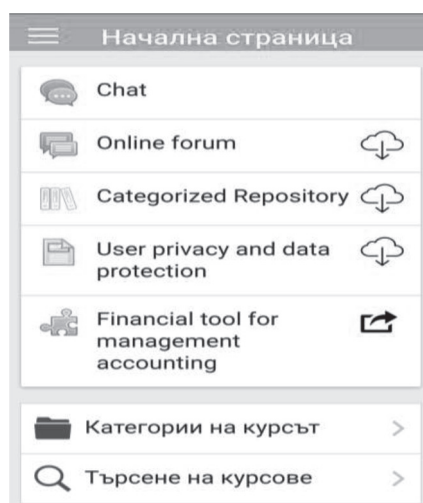 Начална страница
Chat
Online forum
Categorized Repository
User privacy and data
protection
Financial tool for
management
accounting
Категории на курсът
Търсене на курсове